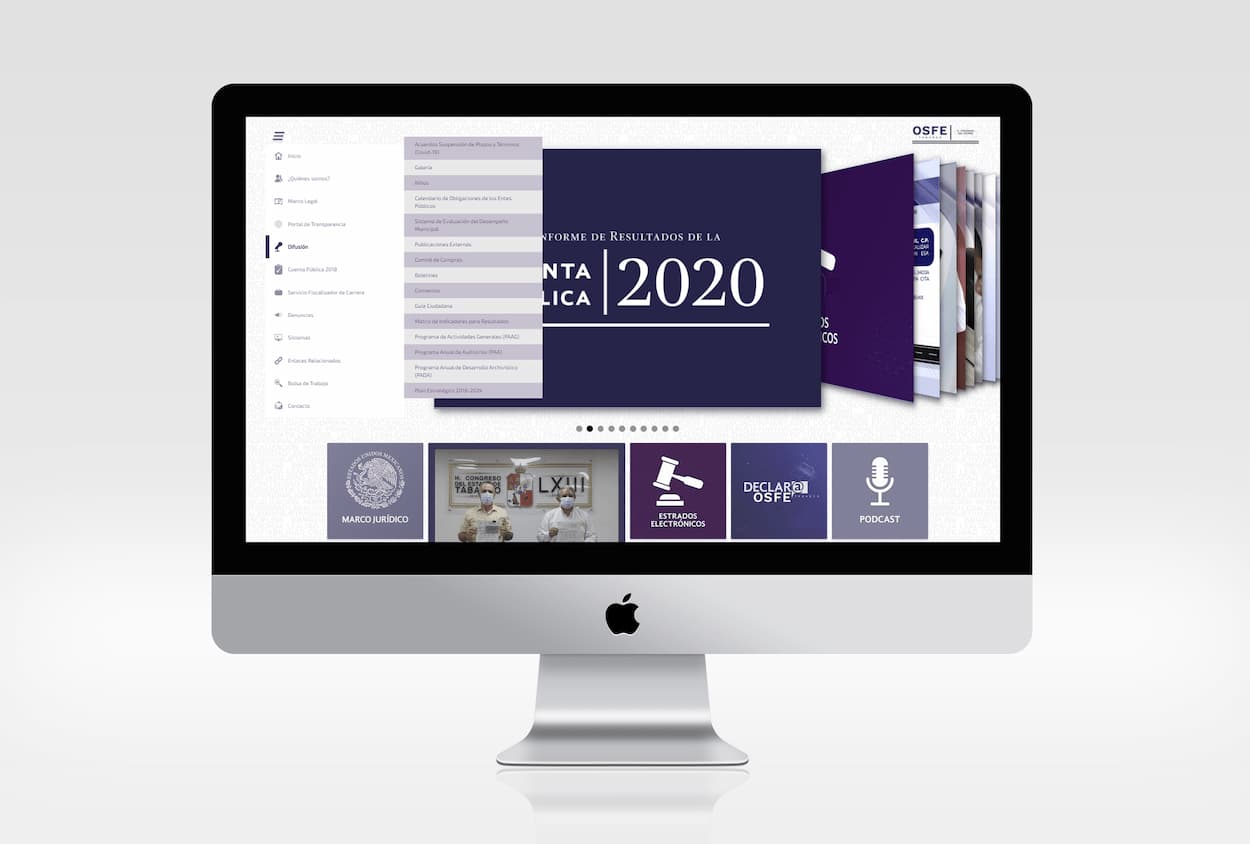 OSFE
TABASCO
Inicio
¿Quiénes somos?
Marco Legal
Portal de Transparencia
Difusión
Cuenta Pública 2018
Servicio Fiscalizador de Carrera
Denuncias
Sistemas
Enlaces Relacionados
Bolsa de Trabajo
Contacto
Acuerdos Suspensión de Plazos y Términos
(Covid-19)
Galería
Niños
Calendario de Obligaciones de los Entes
Públicos
Sistema de Evaluación del Desempeño
Municipal
Publicaciones Externas
Comité de Compras
Boletines
Convenios
Guía Ciudadana
Matriz de Indicadores para Resultados
Programa de Actividades Generales (PAAG)
Programa Anual de Auditorías (PAA)
Programa Anual de Desarrollo Archivístico
(PADA)
Plan Estratégico 2018-2024
NFORME DE RESULTADOS DE LA
NTA
LICA
2020
OS
COS
ESTADOS UNIDOS MEXICANOS
MARCO JURÍDICO
H. CONGRESO
DEL ESTADO DE
TABASCO
LXIII
ESTRADOS
ELECTRÓNICOS
DECLAR@
OSFE
PODCAST